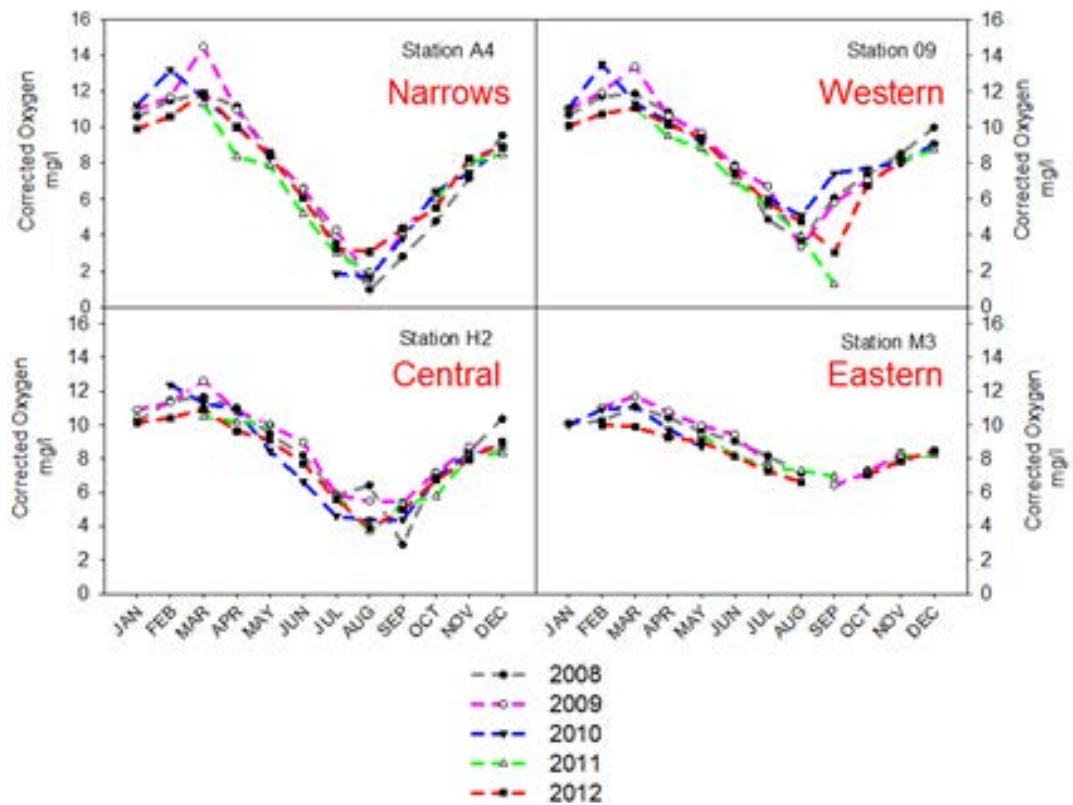 Corrected Oxygen
mg/l
16
14
12
10
8
6
4
2
0
Station A4
Narrows
Station 09
Western
16
14
12
10
8
6
4
2
0
Corrected Oxygen
mg/l
Corrected Oxygen
mg/l
16
14
12
10
8
6
4
2
0
Station H2
Central
Station M3
Eastern
16
14
12
10
8
6
4
2
0
Corrected Oxygen
mg/l
JAN
FEB
MAR
APR
MAY
JUN
JUL
AUG
SEP
OCT
NOV
DEC
JAN
FEB
MAR
APR
MAY
JUN
JUL
AUG
SEP
OCT
NOV
DEC
2008
2009
2010
2011
2012